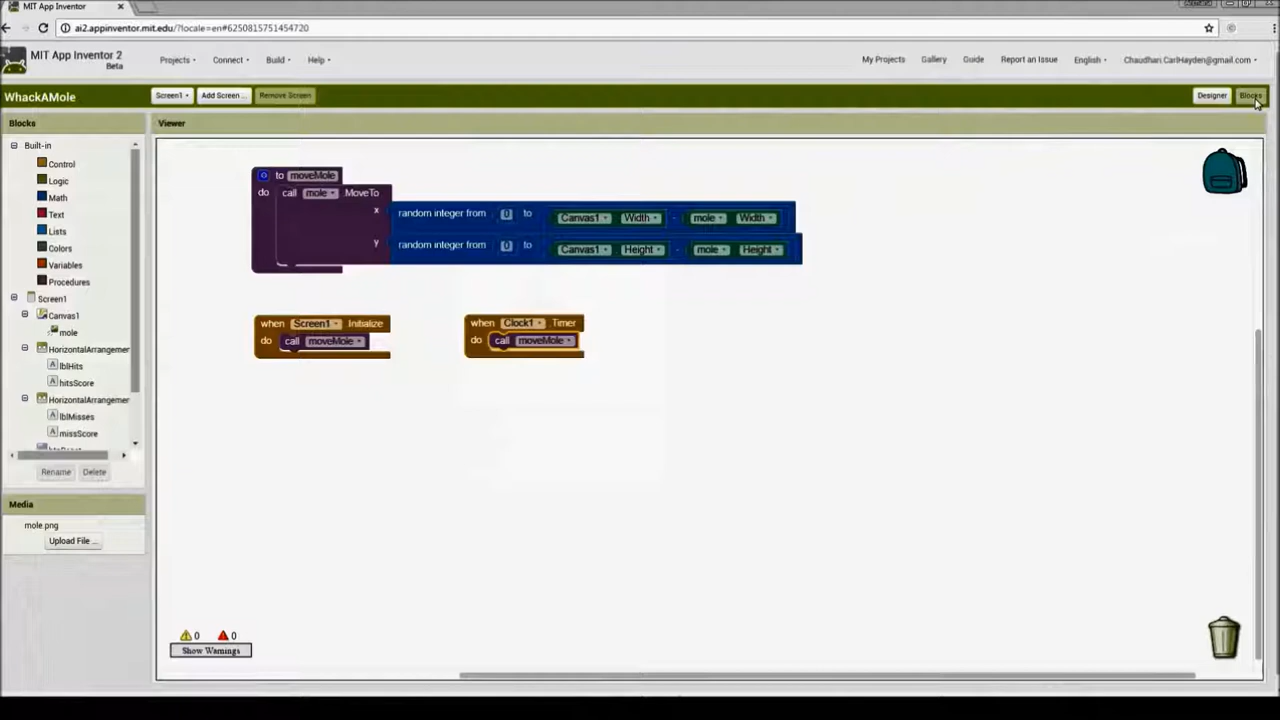 MIT App Inventor 2
ai2.appinventor.mit.edu/?locale=en#6250815751454720
MIT App Inventor 2
Beta
Projects
Connect
Build
Help
My Projects
Gallery
Guide
Report an Issue
English
Chaudhari.CarlHayden@gmail.com
WhackAMole
Screen1
Add Screen ...
Remove Screen
Designer
Blocks
Blocks
Viewer
Built-in
Control
Logic
Math
Text
Lists
Colors
Variables
Procedures
Screen1
Canvas1
mole
HorizontalArrangemer
lblHits
hitsScore
HorizontalArrangemer
lblMisses
missScore
Rename
Delete
Media
mole.png
Upload File ...
to moveMole
do call mole MoveTo
x random integer from 0 to Canvas1 Width - mole Width
y random integer from 0 to Canvas1 Height - mole Height
when Screen1 Initialize
do call moveMole
when Clock1 Timer
do call moveMole
0 0
Show Warnings